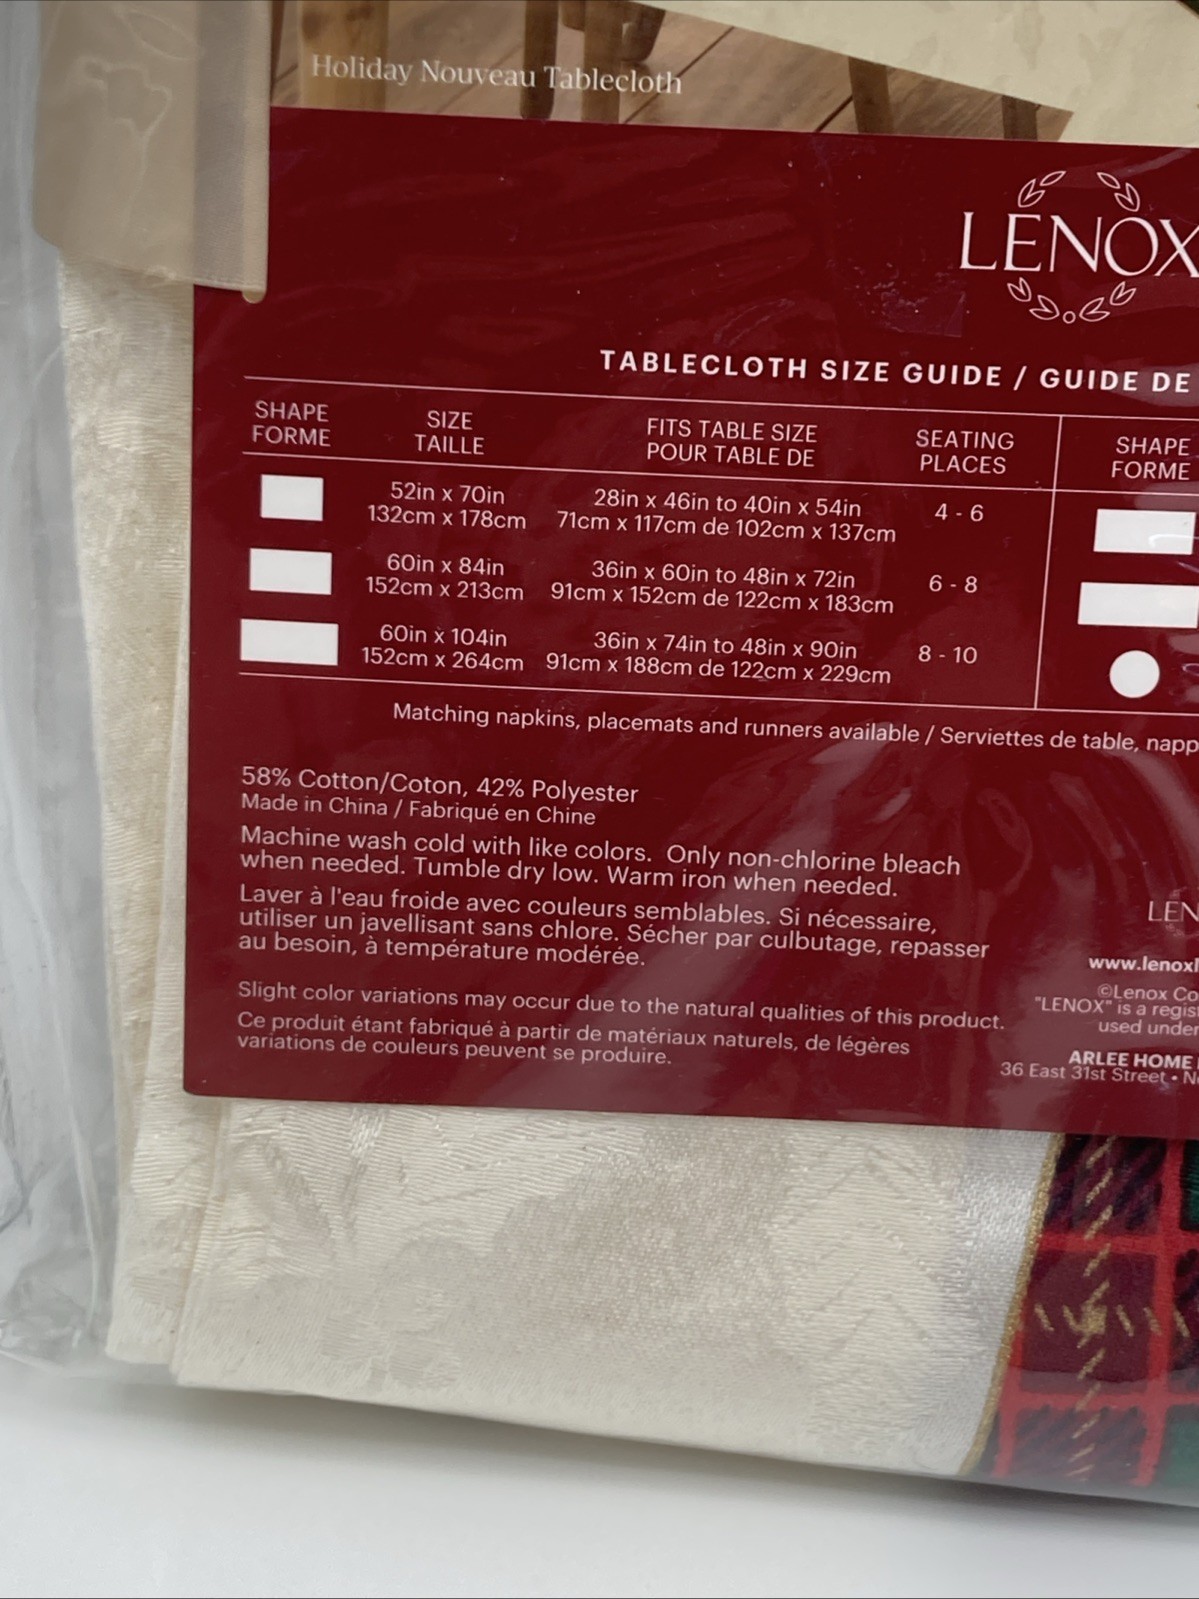 Holiday Nouveau Tablecloth
LENOX
TABLECLOTH SIZE GUIDE / GUIDE DE
SHAPE SIZE FITS TABLE SIZE SEATING SHAPE
FORME TAILLE POUR TABLE DE PLACES FORME
52in x 70in 28in x 46in to 40in x 54in 4 - 6
132cm x 178cm 71cm x 117cm de 102cm x 137cm
60in x 84in 36in x 60in to 48in x 72in 6 - 8
152cm x 213cm 91cm x 152cm de 122cm x 183cm
60in x 104in 36in x 74in to 48in x 90in 8 - 10
152cm x 264cm 91cm x 188cm de 122cm x 229cm
Matching napkins, placemats and runners available / Serviettes de table, napp
58% Cotton/Coton, 42% Polyester
Made in China / Fabriqué en Chine
Machine wash cold with like colors. Only non-chlorine bleach
when needed. Tumble dry low. Warm iron when needed.
Laver à l'eau froide avec couleurs semblables. Si nécessaire,
utiliser un javellisant sans chlore. Sécher par culbutage, repasser
au besoin, à température modérée.
Slight color variations may occur due to the natural qualities of this product.
Ce produit étant fabriqué à partir de matériaux naturels, de légères
variations de couleurs peuvent se produire.
LEN
www.lenox
©Lenox Co
"LENOX" is a regis
used under
ARLEE HOME
36 East 31st Street • N